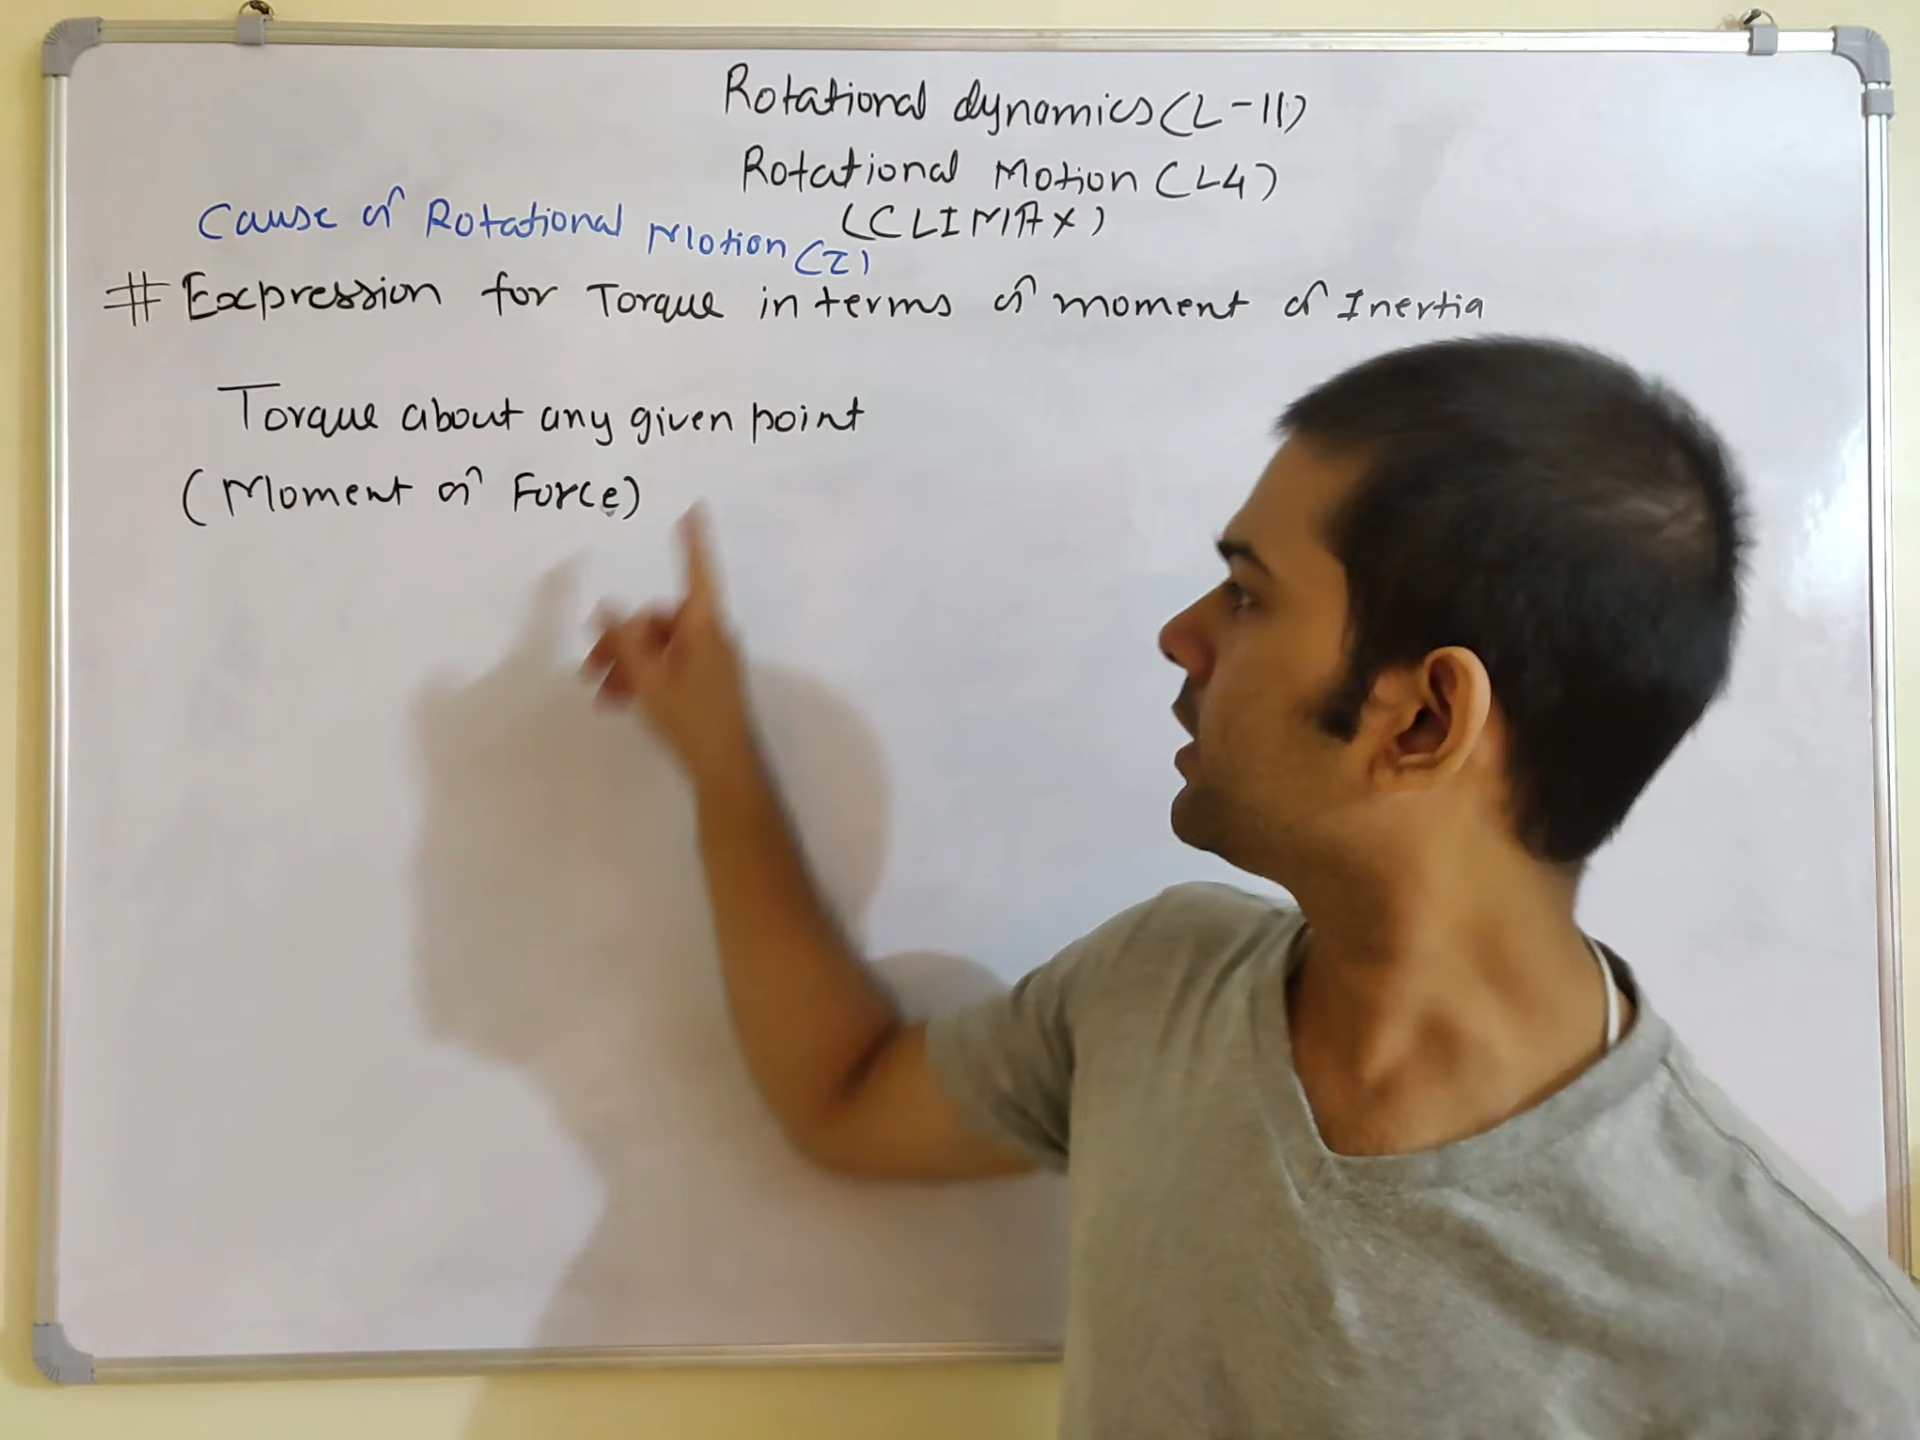 Rotational dynamics (L-11)
Rotational Motion (L4)
(CLIMAX)
Cause of Rotational Motion (τ)
# Expression for Torque in terms of moment of Inertia
Torque about any given point
(Moment of Force)